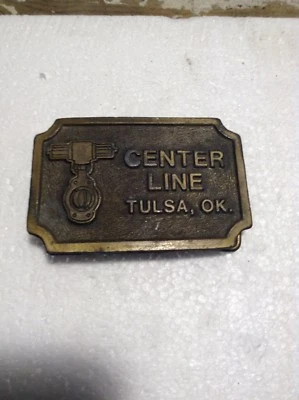 CENTER
LINE
TULSA, OK.